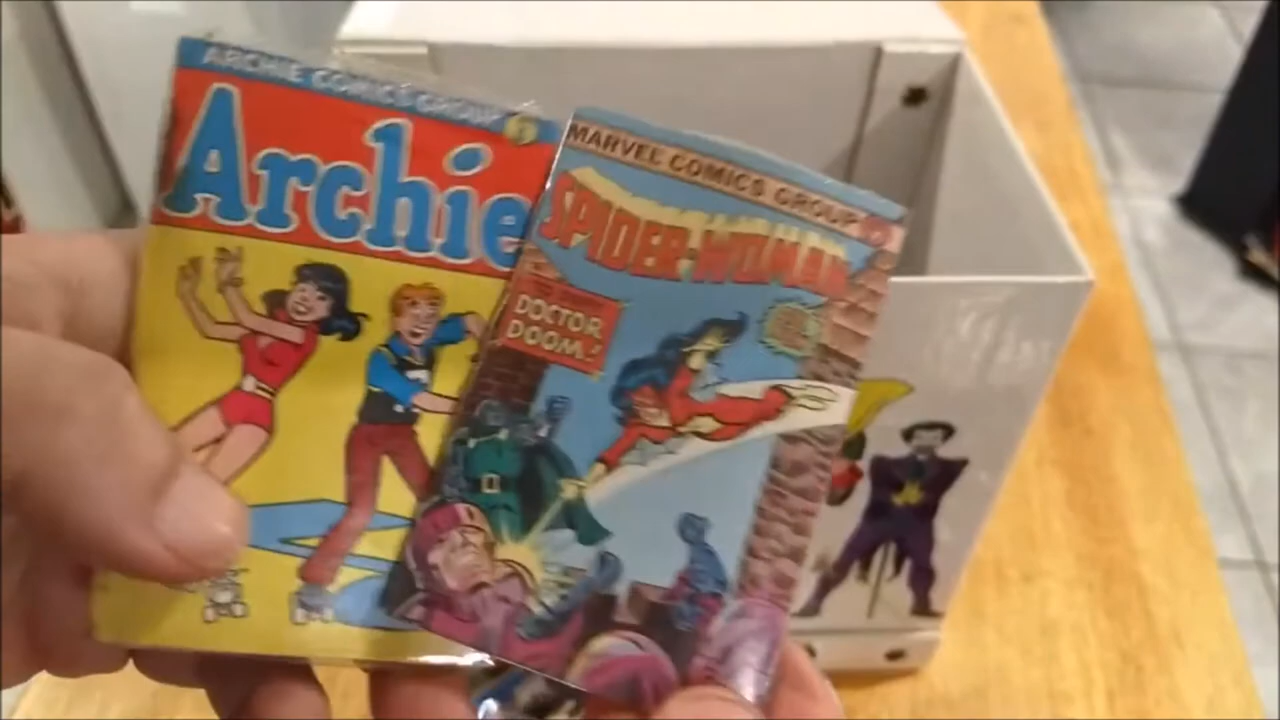 ARCHIE COMICS GROUP
Archie
MARVEL COMICS GROUP
SPIDER-WOMAN
DOCTOR
DOOM!